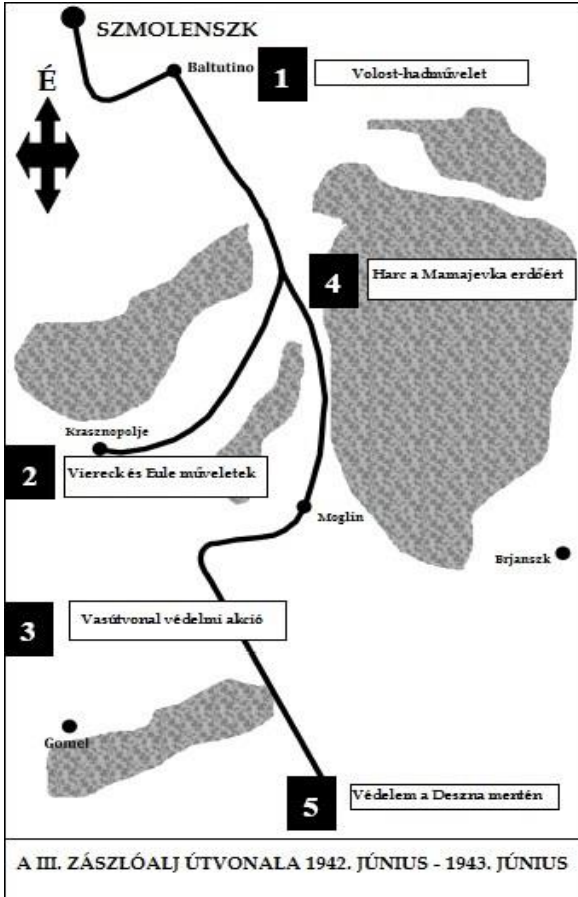 SZMOLENSZK
Baltutino
1
Volost-hadművelet
É
4
Harc a Mamajevka erdőért
Krasznopolje
2
Viereck és Eule műveletek
Moglin
Brjanszk
3
Vasútvonal védelmi akció
Gomel
5
Védelem a Deszna mentén
A III. ZÁSZLÓALJ ÚTVONALA 1942. JÚNIUS - 1943. JÚNIUS